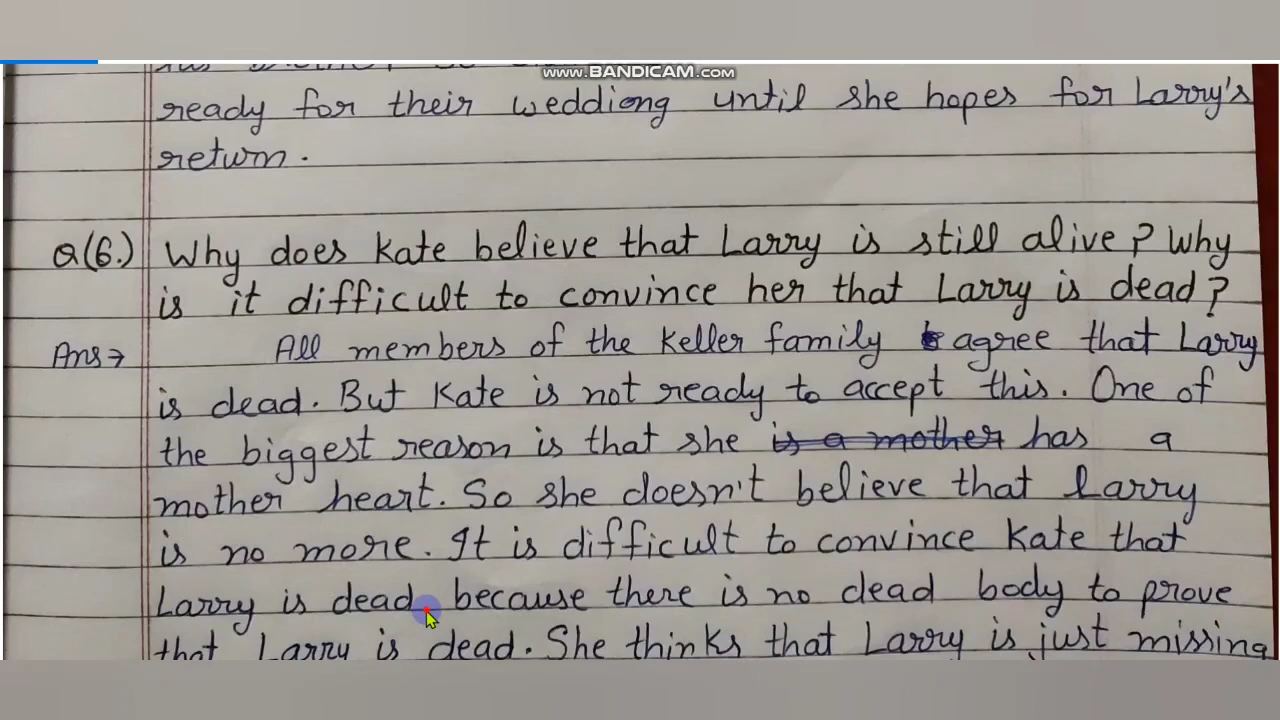 www.BANDICAM.com
ready for their weddiong until she hopes for Larry's
return.
Q(6.) Why does Kate believe that Larry is still alive? Why
is it difficult to convince her that Larry is dead?
Ans→ All members of the Keller family agree that Larry
is dead. But Kate is not ready to accept this. One of
the biggest reason is that she is a mother has a
mother heart. So she doesn't believe that Larry
is no more. It is difficult to convince Kate that
Larry is dead because there is no dead body to prove
that Larry is dead. She thinks that Larry is just missing